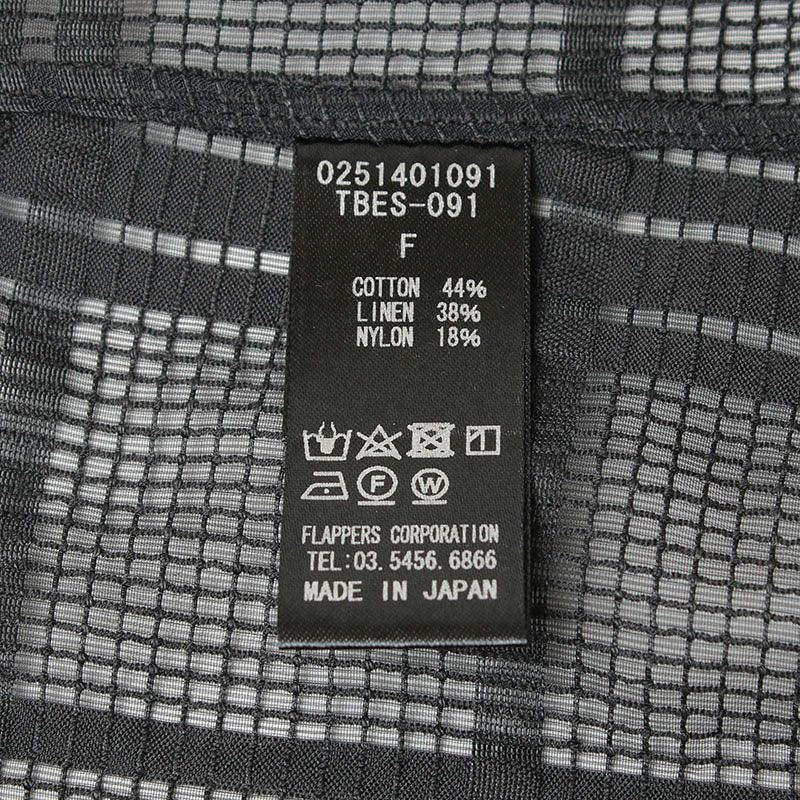 0251401091
TBES-091
F
COTTON 44%
LINEN 38%
NYLON 18%
F W
FLAPPERS CORPORATION
TEL:03.5456.6866
MADE IN JAPAN